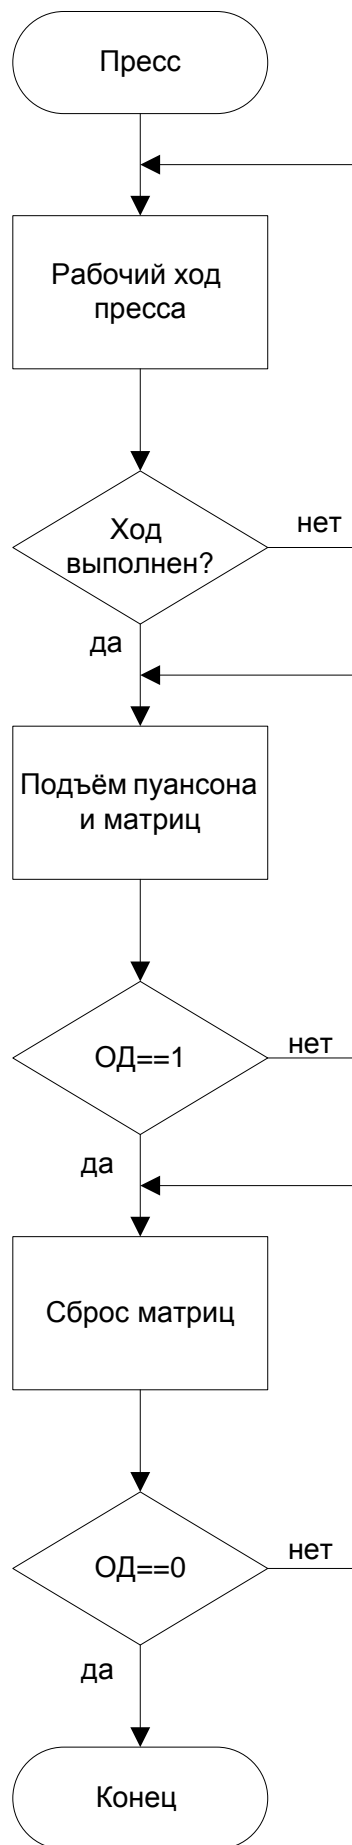 Пресс
Рабочий ход
пресса
Ход
выполнен?
нет
да
Подъём пуансона
и матриц
ОД==1
нет
да
Сброс матриц
ОД==0
нет
да
Конец